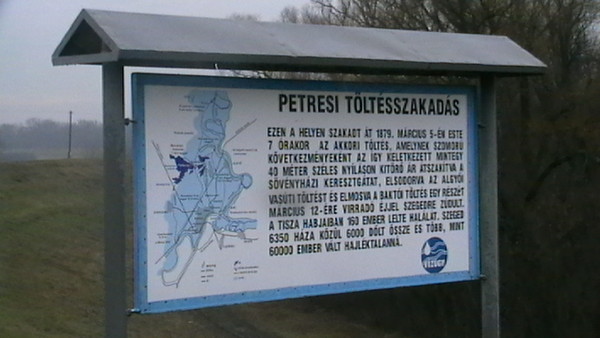 PETRESI TÖLTÉSSZAKADÁS
EZEN A HELYEN SZAKADT ÁT 1879. MÁRCIUS 5-ÉN ESTE
7 ÓRAKOR AZ AKKORI TÖLTÉS, AMELYNEK SZOMORÚ
KÖVETKEZMÉNYEKÉNT AZ ÍGY KELETKEZETT MINTEGY
40 MÉTER SZÉLES NYÍLÁSON KITÖRŐ ÁR ÁTSZAKÍTVA A
SÖVÉNYHÁZI KERESZTGÁTAT, ELSODORVA AZ ALGYŐI
VASÚTI TÖLTÉST ÉS ELMOSVA A BAKTÓI TÖLTÉS EGY RÉSZÉT
MÁRCIUS 12-ÉRE VIRRADÓ ÉJJEL SZEGEDRE ZÚDULT.
A TISZA HABJAIBAN 160 EMBER LELTE HALÁLÁT, SZEGED
6350 HÁZA KÖZÜL 6000 DŐLT ÖSSZE ÉS TÖBB, MINT
60000 EMBER VÁLT HAJLÉKTALANNÁ.
VÍZÜGY